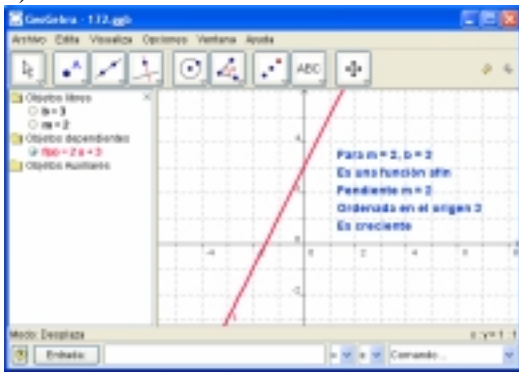 GeoGebra - 172.ggb
Archivo Edita Visualiza Opciones Ventana Ayuda
ABC
Objetos libres
b = 3
m = 2
Objetos dependientes
f(x) = 2 x + 3
Objetos Auxiliares
Para m = 2, b = 3
Es una función afín
Pendiente m = 2
Ordenada en el origen 3
Es creciente
Modo: Desplaza
Entrada:
Comando...